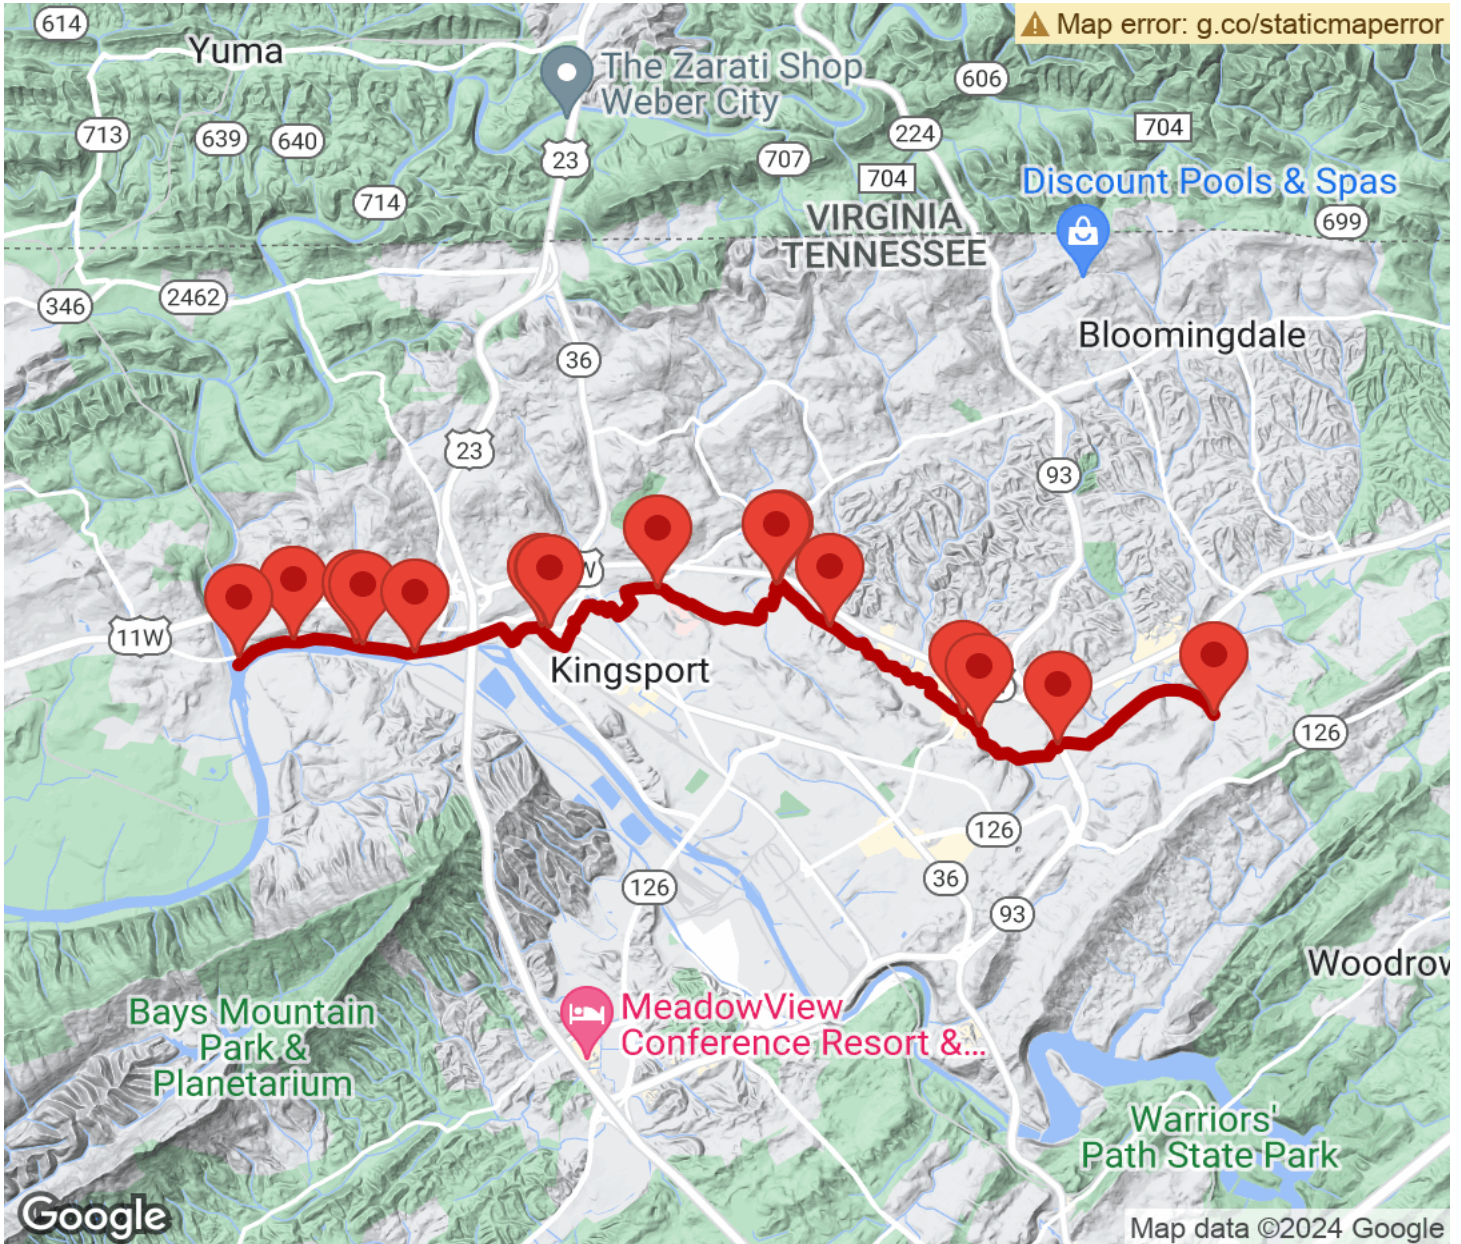 614
Map error: g.co/staticmaperror
Yuma
The Zarati Shop
Weber City
606
713
639
640
23
707
224
704
704
714
Discount Pools & Spas
VIRGINIA
TENNESSEE
699
346
2462
36
Bloomingdale
23
93
W
11W
Kingsport
126
126
126
36
93
Woodrow
Bays Mountain
Park &
Planetarium
MeadowView
Conference Resort &...
Warriors'
Path State Park
Google
Map data ©2024 Google